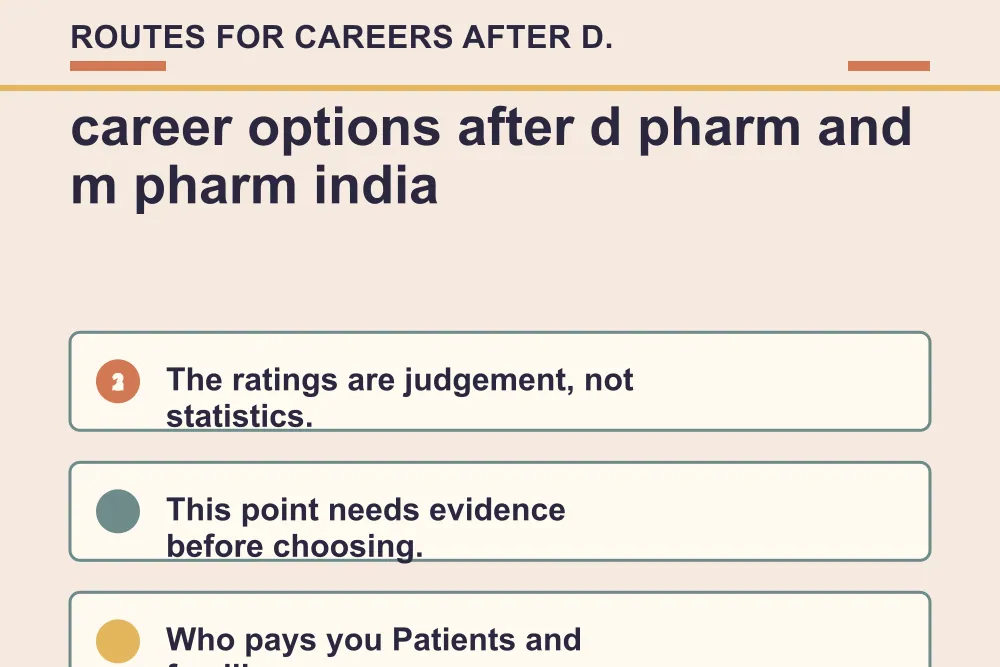 ROUTES FOR CAREERS AFTER D.
career options after d pharm and
m pharm india
The ratings are judgement, not
statistics.
This point needs evidence
before choosing.
Who pays you Patients and